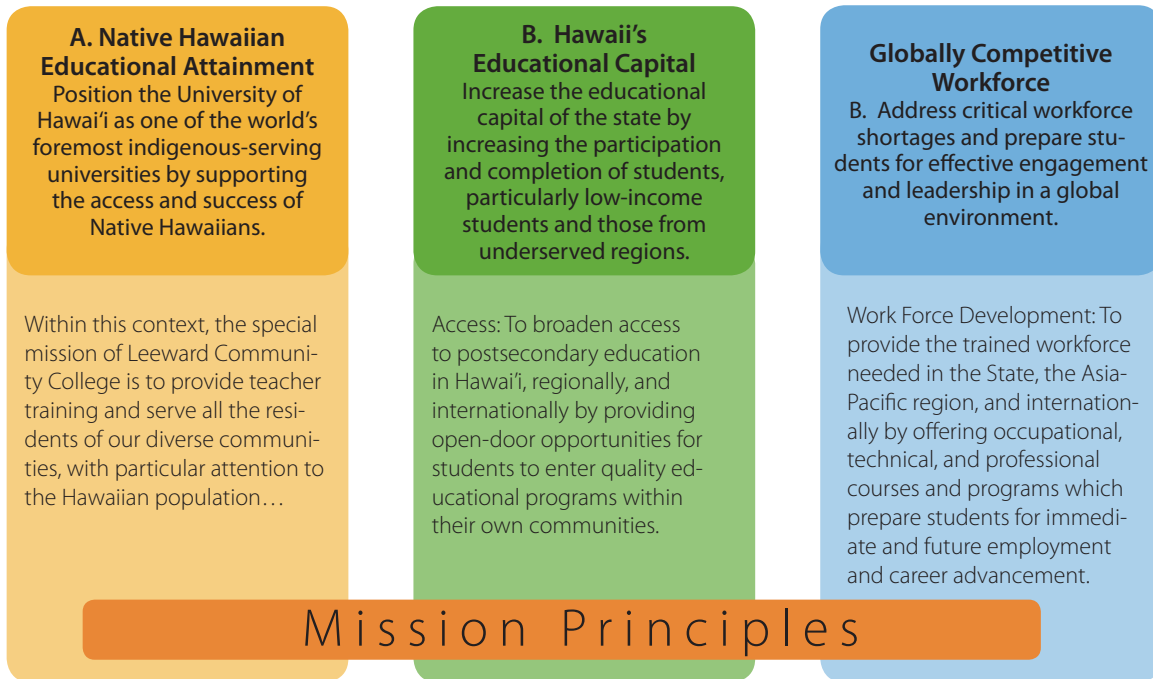 A. Native Hawaiian
Educational Attainment
Position the University of
Hawai‘i as one of the world’s
foremost indigenous-serving
universities by supporting
the access and success of
Native Hawaiians.
Within this context, the special
mission of Leeward Communi-
ty College is to provide teacher
training and serve all the resi-
dents of our diverse communi-
ties, with particular attention to
the Hawaiian population…
B. Hawaii’s
Educational Capital
Increase the educational
capital of the state by
increasing the participation
and completion of students,
particularly low-income
students and those from
underserved regions.
Access: To broaden access
to postsecondary education
in Hawai’i, regionally, and
internationally by providing
open-door opportunities for
students to enter quality ed-
ucational programs within
their own communities.
Globally Competitive
Workforce
B. Address critical workforce
shortages and prepare stu-
dents for effective engagement
and leadership in a global
environment.
Work Force Development: To
provide the trained workforce
needed in the State, the Asia-
Pacific region, and internation-
ally by offering occupational,
technical, and professional
courses and programs which
prepare students for immedi-
ate and future employment
and career advancement.
Mission Principles